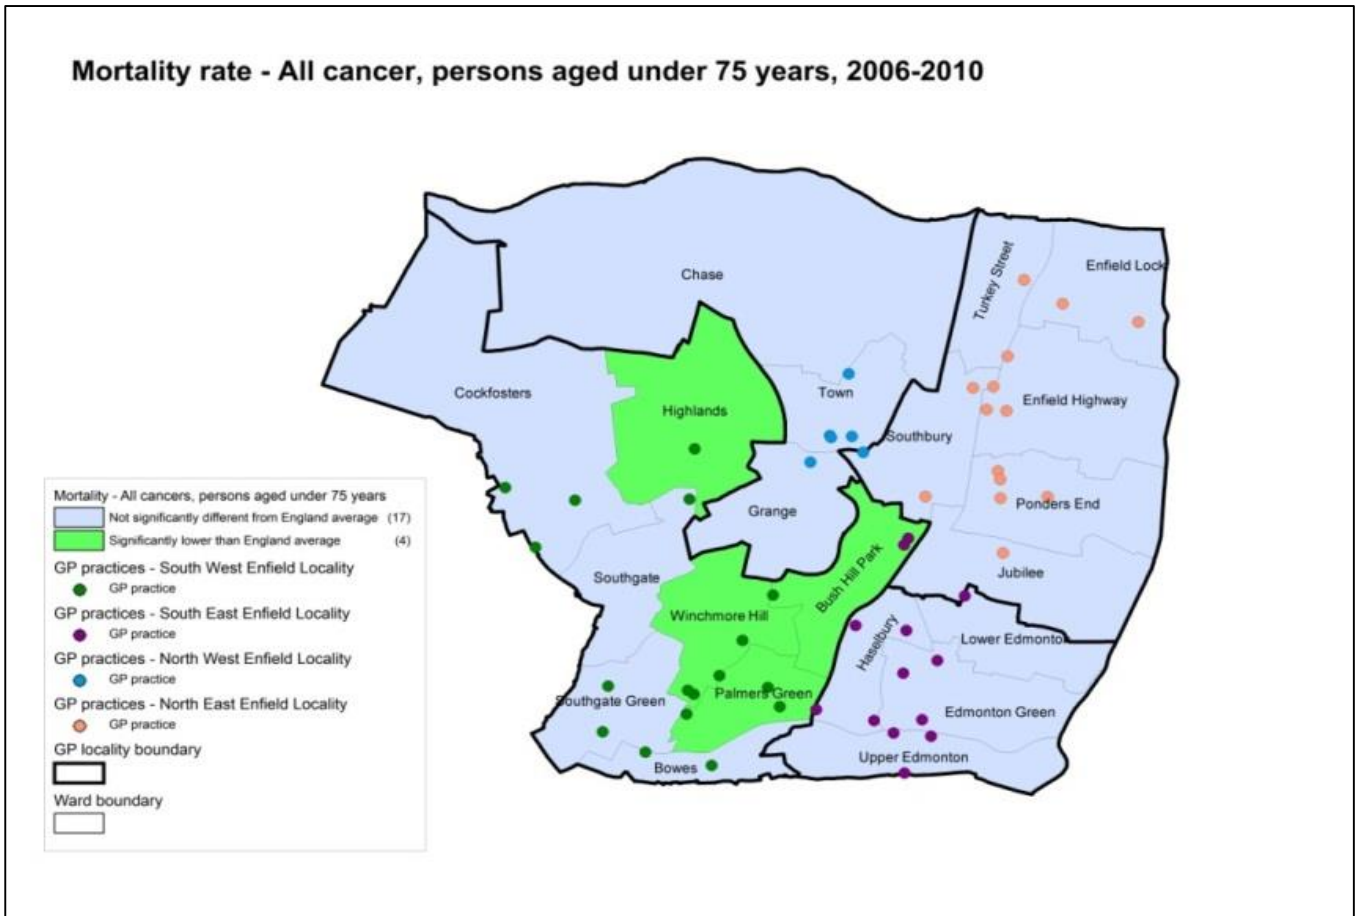 Mortality rate - All cancer, persons aged under 75 years, 2006-2010
Chase
Turkey Street
Enfield Lock
Cockfosters
Highlands
Town
Enfield Highway
Southbury
Grange
Ponders End
Southgate
Bush Hill Park
Jubilee
Winchmore Hill
Haselbury
Lower Edmonton
Southgate Green
Palmers Green
Edmonton Green
Bowes
Upper Edmonton
Mortality - All cancers, persons aged under 75 years
Not significantly different from England average (17)
Significantly lower than England average (4)
GP practices - South West Enfield Locality
GP practice
GP practices - South East Enfield Locality
GP practice
GP practices - North West Enfield Locality
GP practice
GP practices - North East Enfield Locality
GP practice
GP locality boundary
Ward boundary